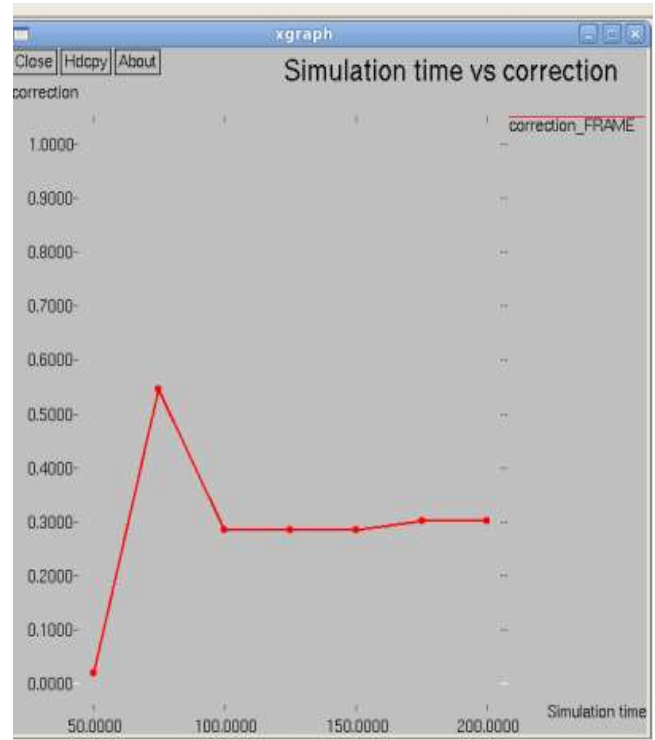 xgraph
Close Hdcpy About
Simulation time vs correction
correction
correction_FRAME
1.0000
0.9000
0.8000
0.7000
0.6000
0.5000
0.4000
0.3000
0.2000
0.1000
0.0000
Simulation time
50.0000 100.0000 150.0000 200.0000